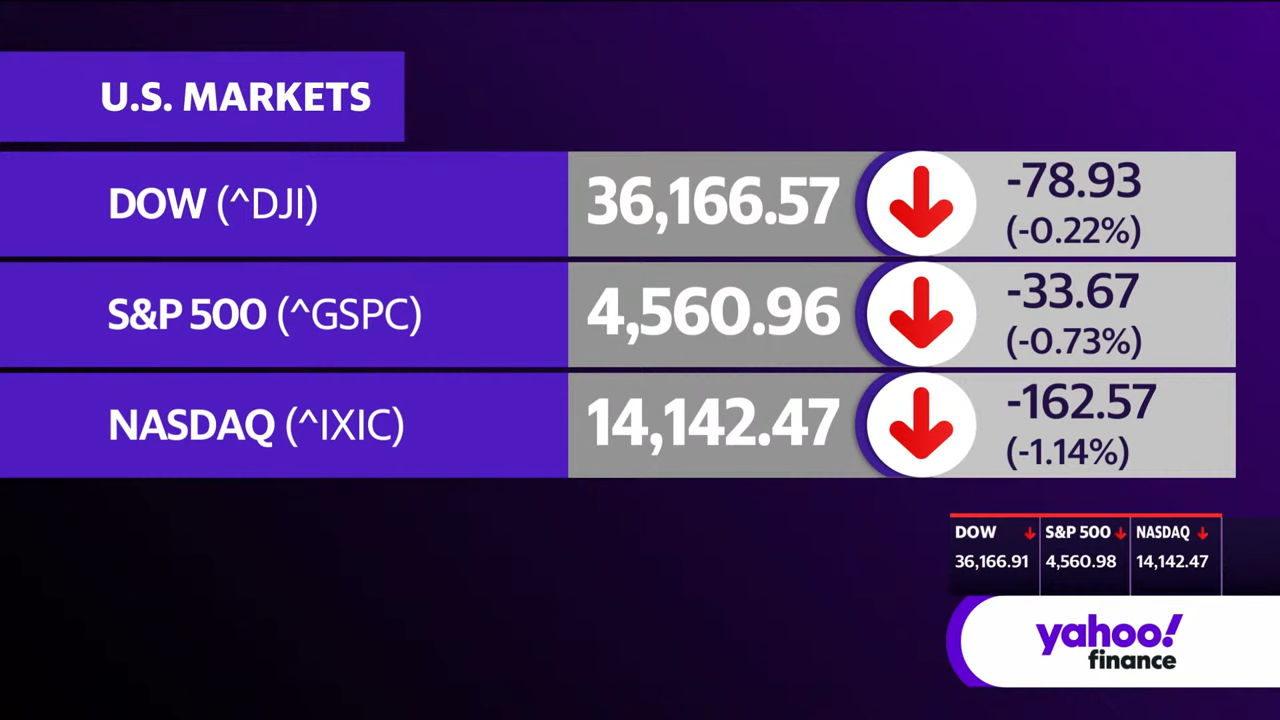 U.S. MARKETS
DOW (^DJI) 36,166.57 -78.93
(-0.22%)
S&P 500 (^GSPC) 4,560.96 -33.67
(-0.73%)
NASDAQ (^IXIC) 14,142.47 -162.57
(-1.14%)
DOW S&P 500 NASDAQ
36,166.91 4,560.98 14,142.47
yahoo!
finance